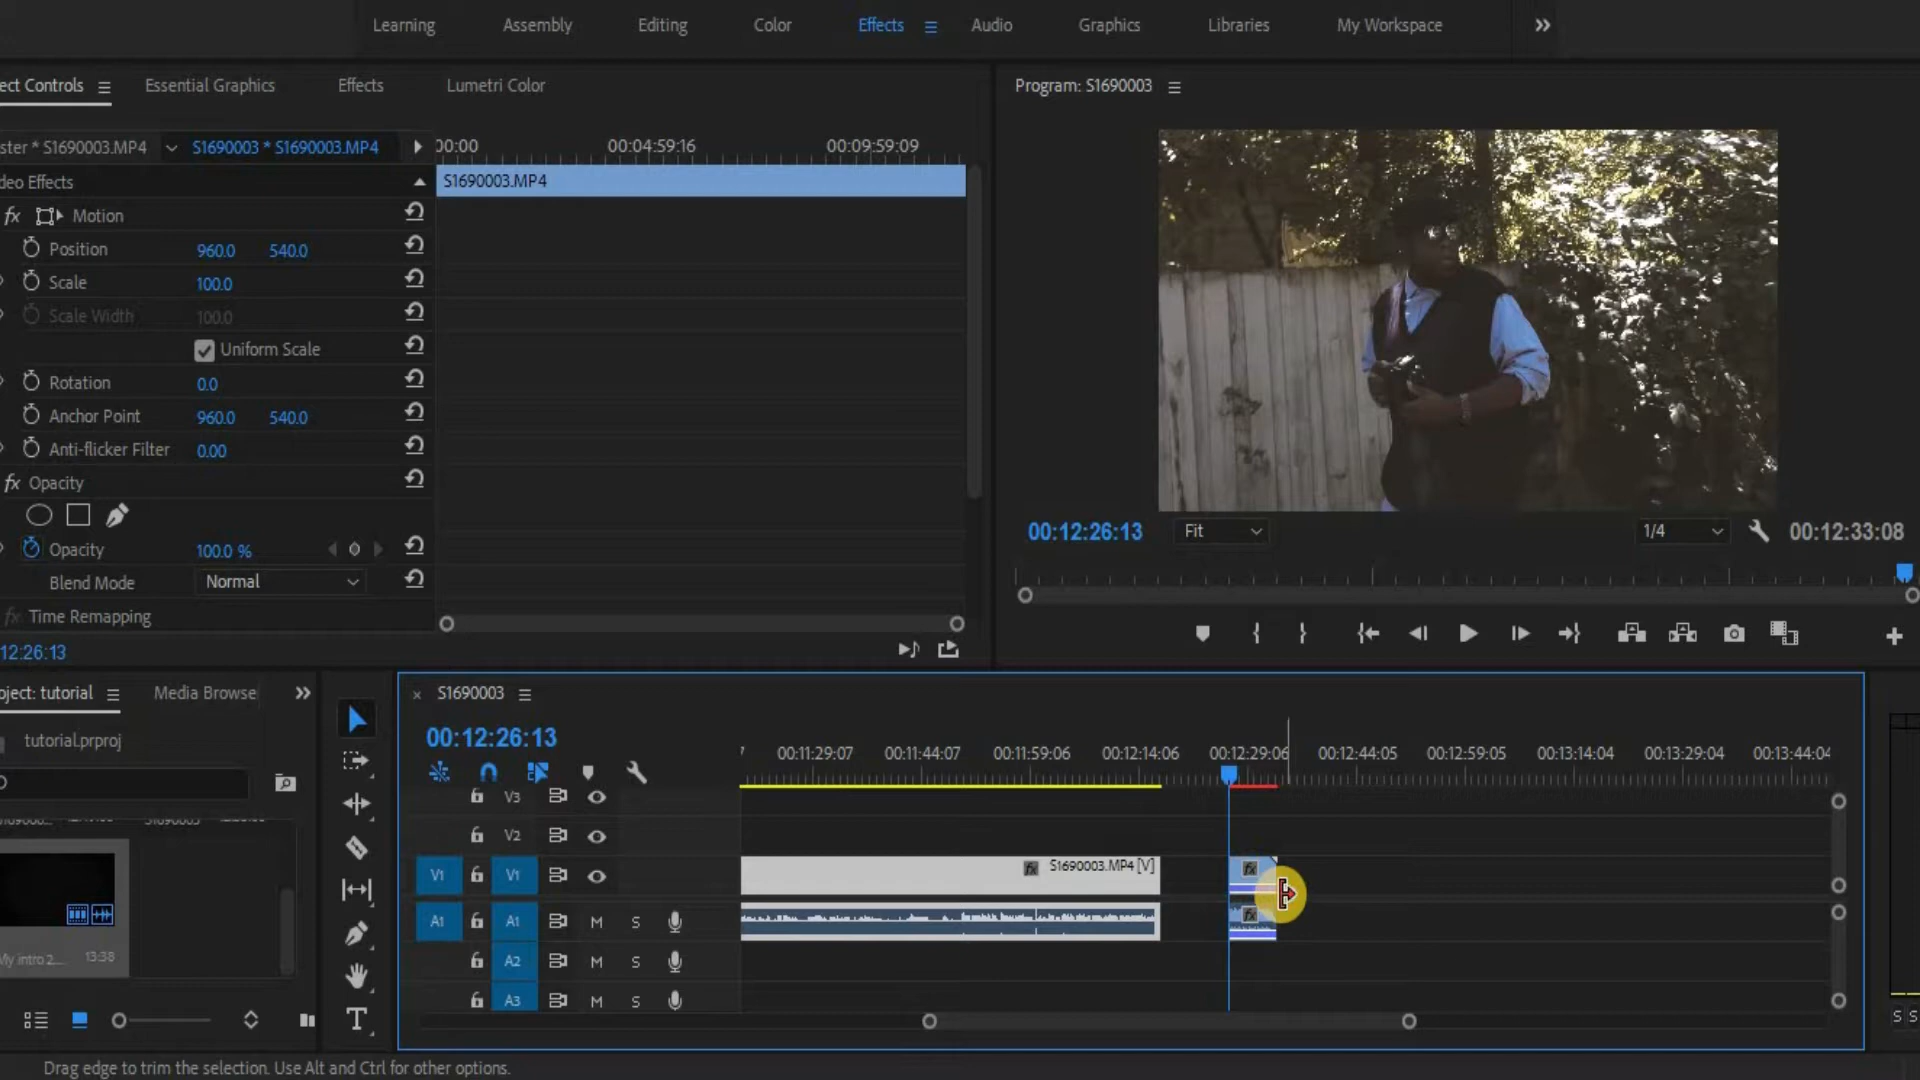 Learning Assembly Editing Color Effects Audio Graphics Libraries My Workspace
ect Controls Essential Graphics Effects Lumetri Color
ster * S1690003.MP4 S1690003 * S1690003.MP4
:00:00 00:04:59:16 00:09:59:09
deo Effects
S1690003.MP4
fx Motion
Position 960.0 540.0
Scale 100.0
Scale Width 100.0
Uniform Scale
Rotation 0.0
Anchor Point 960.0 540.0
Anti-flicker Filter 0.00
fx Opacity
Opacity 100.0 %
Blend Mode Normal
fx Time Remapping
12:26:13
Program: S1690003
00:12:26:13 Fit 1/4 00:12:33:08
oject: tutorial Media Browse
tutorial.prproj
My intro 2... 13:38
S1690003
00:12:26:13
7 00:11:29:07 00:11:44:07 00:11:59:06 00:12:14:06 00:12:29:06 00:12:44:05 00:12:59:05 00:13:14:04 00:13:29:04 00:13:44:04
V3
V2
V1 V1
fx S1690003.MP4 [V]
fx
A1 A1 M S
fx
A2 M S
A3 M S
T
S S
Drag edge to trim the selection. Use Alt and Ctrl for other options.